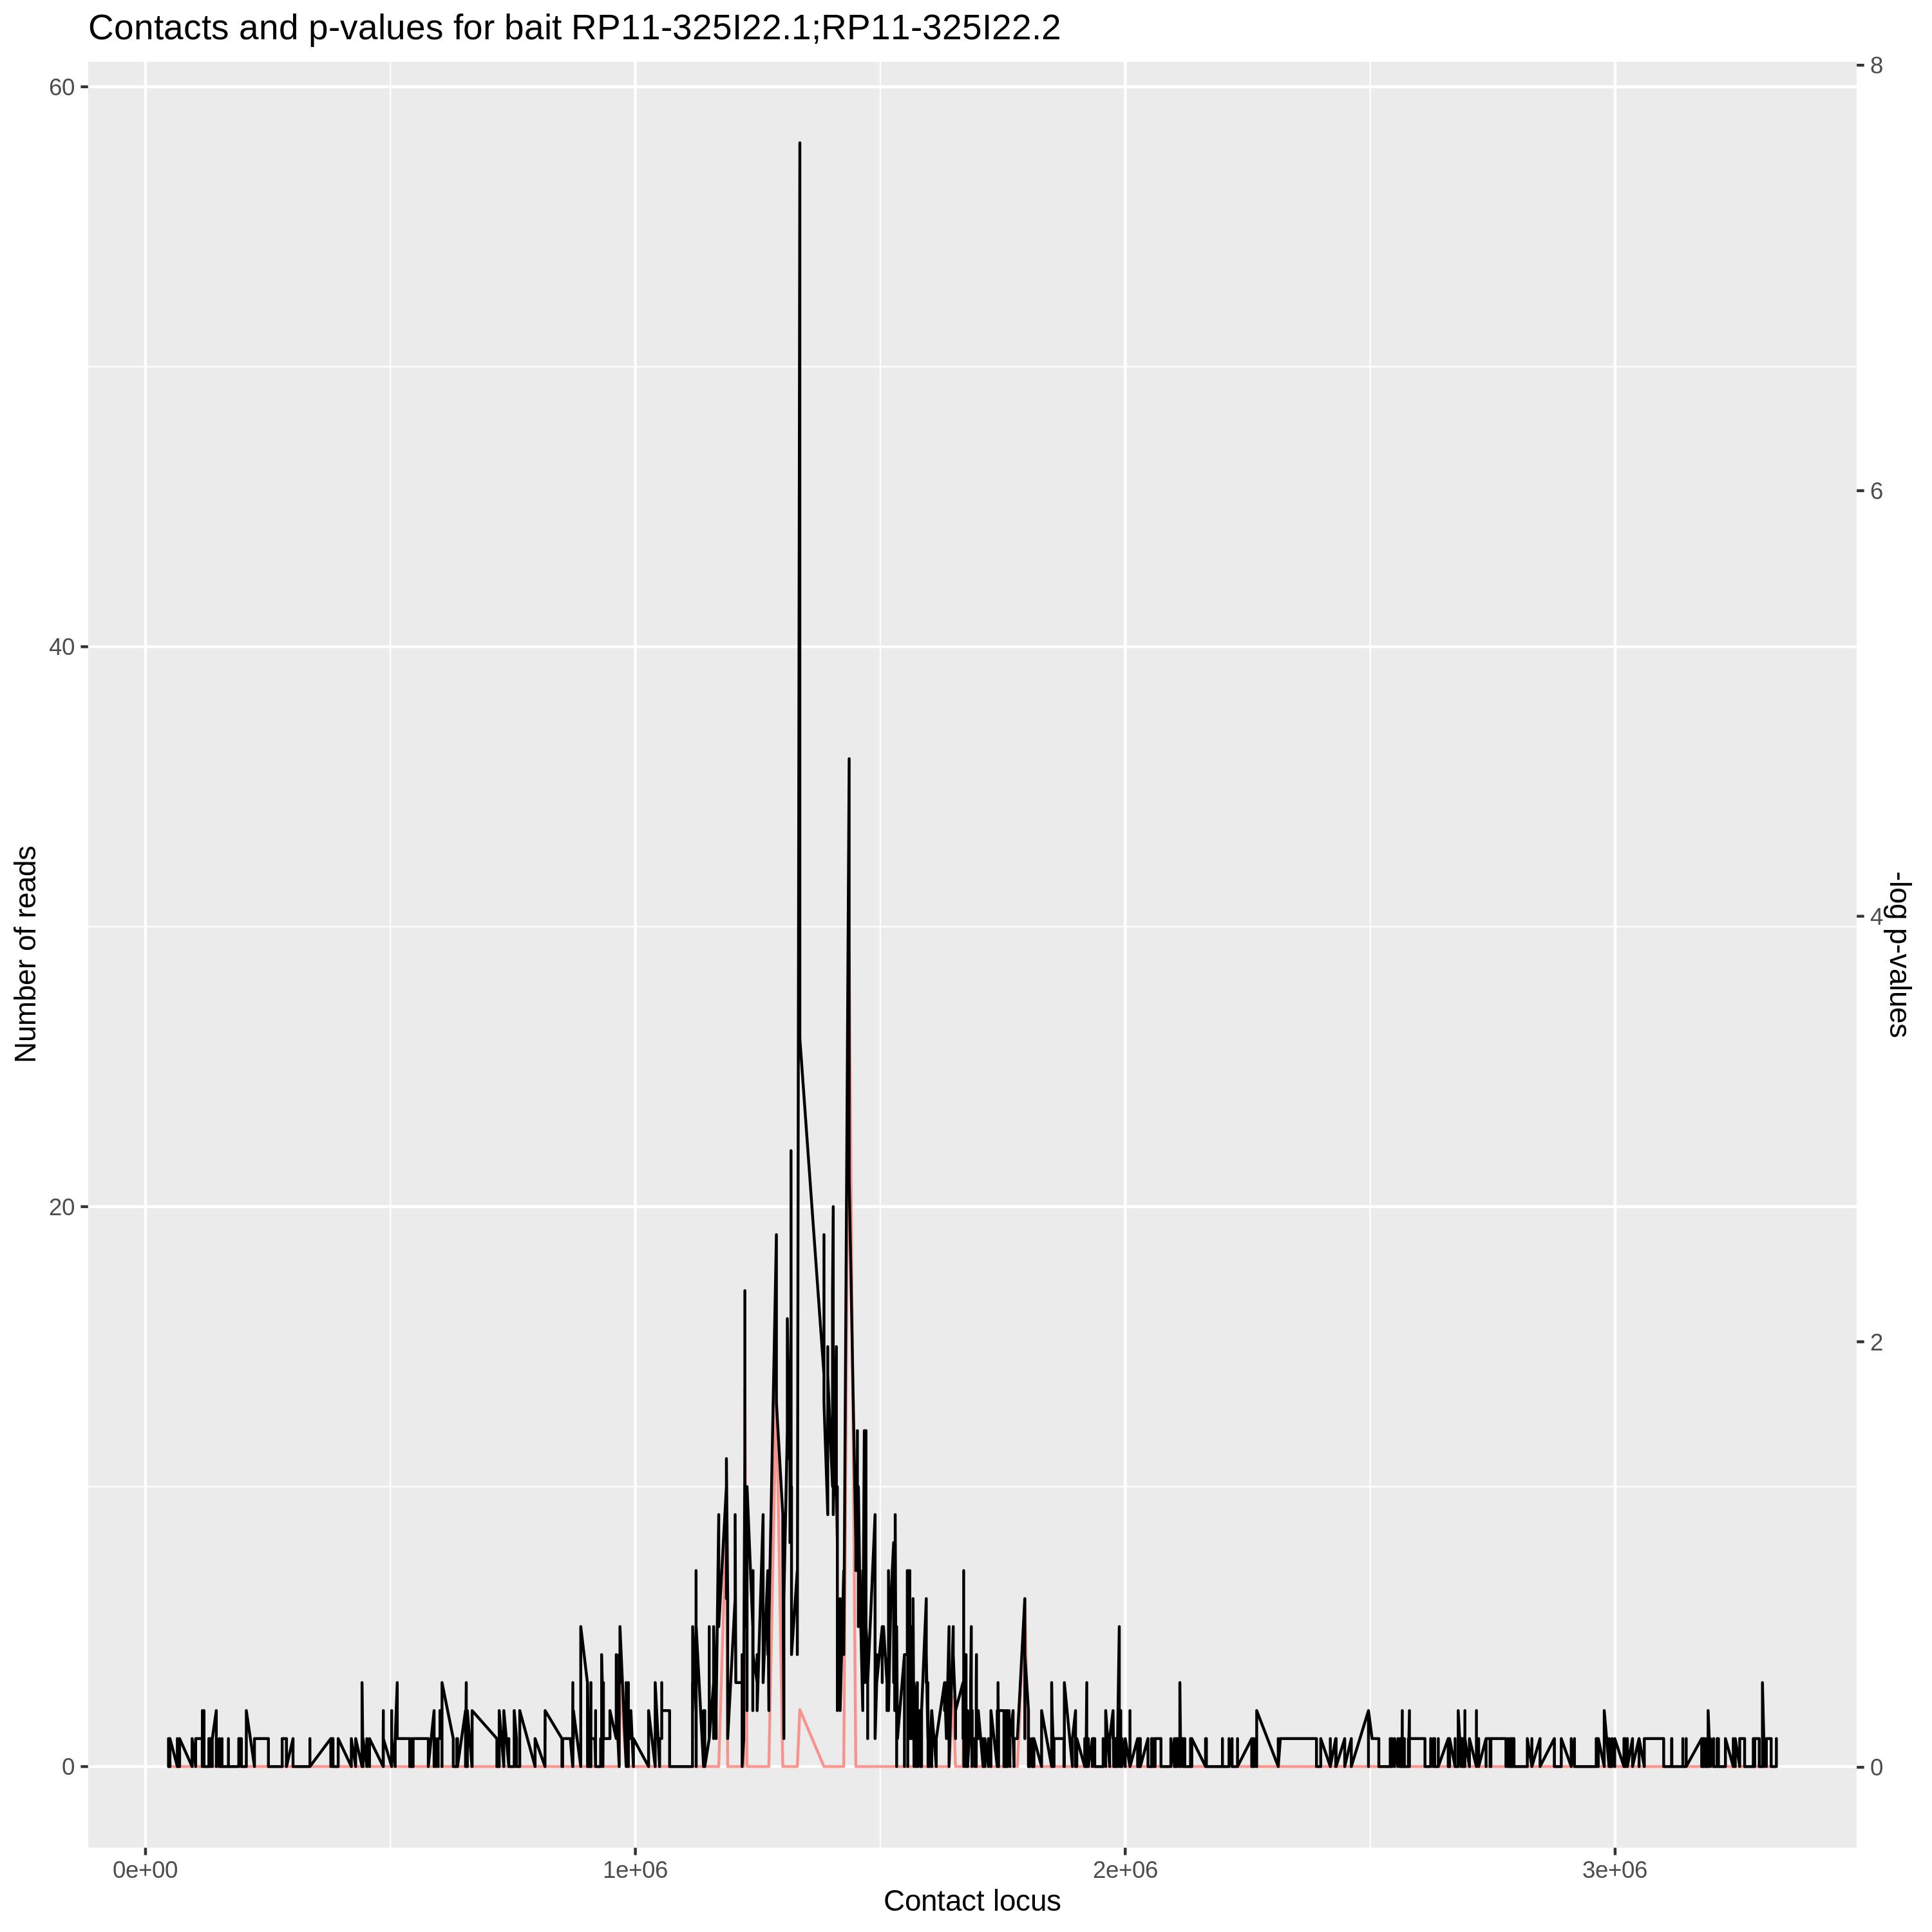 Contacts and p-values for bait RP11-325I22.1;RP11-325I22.2
60
40
20
0
Number of reads
8
6
4
2
0
-log p-values
0e+00 1e+06 2e+06 3e+06
Contact locus